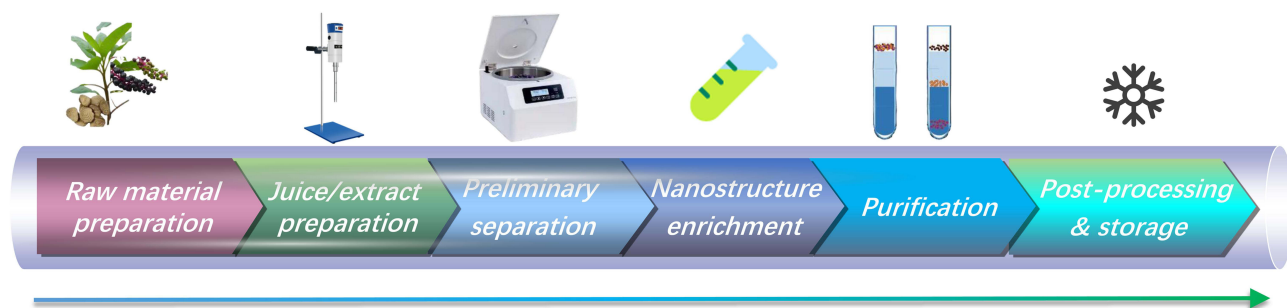 Raw material
preparation
Juice/extract
preparation
Preliminary
separation
Nanostructure
enrichment
Purification
Post-processing
& storage